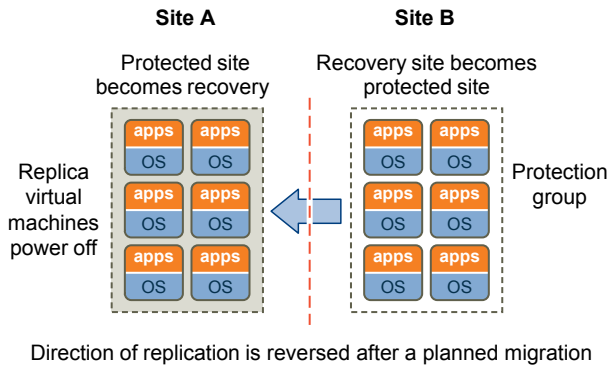 Site A
Site B
Protected site
becomes recovery
Recovery site becomes
protected site
apps apps
OS OS
apps apps
OS OS
apps apps
OS OS
Replica
virtual
machines
power off
apps apps
OS OS
apps apps
OS OS
apps apps
OS OS
Protection
group
Direction of replication is reversed after a planned migration